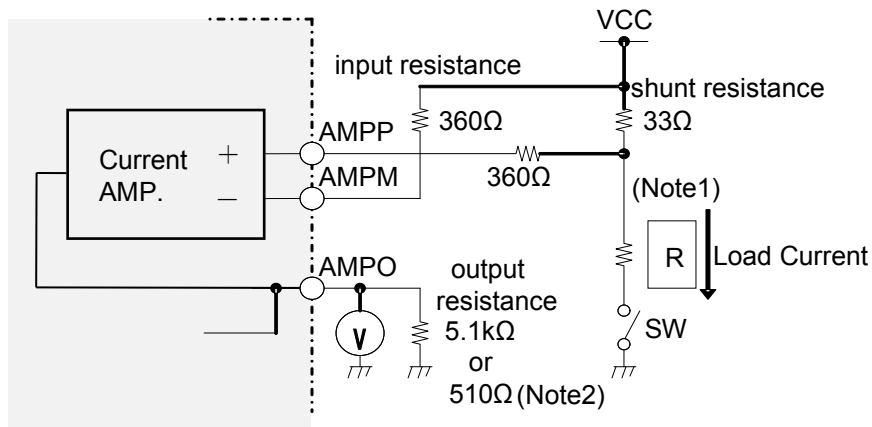 VCC
input resistance
shunt resistance
360Ω
33Ω
AMPP
Current
AMP.
+
−
AMPM
360Ω
(Note1)
R
Load Current
AMPO
output
resistance
5.1kΩ
or
510Ω (Note2)
V
SW